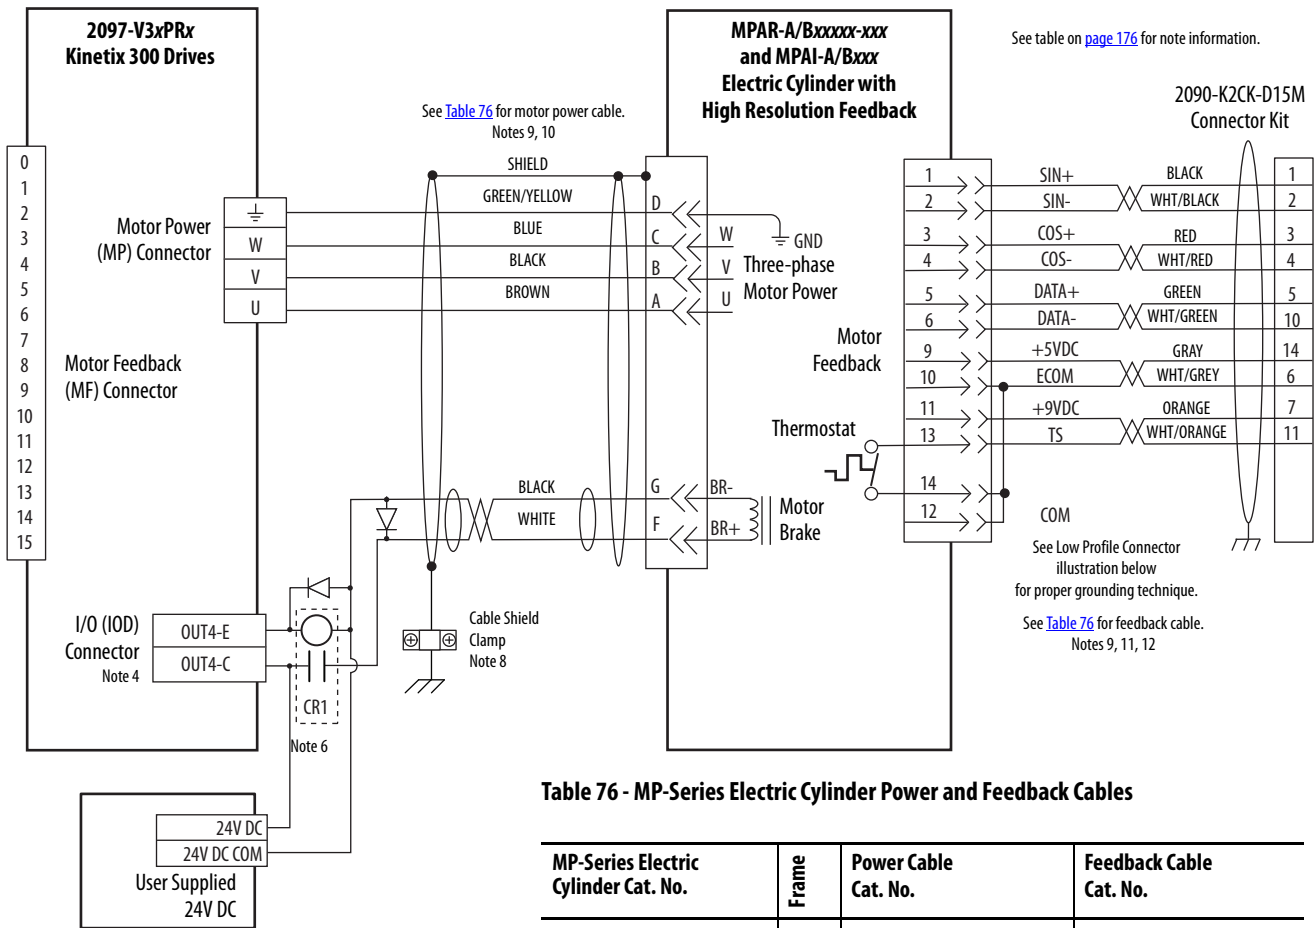 2097-V3xPRx
Kinetix 300 Drives
MPAR-A/Bxxxxx-xxx
and MPAI-A/Bxxx
Electric Cylinder with
High Resolution Feedback
See table on page 176 for note information.
2090-K2CK-D15M
Connector Kit
See Table 76 for motor power cable.
Notes 9, 10
0
1
2
3
4
5
6
7
8
9
10
11
12
13
14
15
Motor Feedback
(MF) Connector
Motor Power
(MP) Connector
W
V
U
SHIELD
GREEN/YELLOW
BLUE
BLACK
BROWN
D
C
B
A
W
V
U
GND
Three-phase
Motor Power
Motor
Feedback
1 SIN+ BLACK 1
2 SIN- WHT/BLACK 2
3 COS+ RED 3
4 COS- WHT/RED 4
5 DATA+ GREEN 5
6 DATA- WHT/GREEN 10
9 +5VDC GRAY 14
10 ECOM WHT/GREY 6
11 +9VDC ORANGE 7
13 TS WHT/ORANGE 11
14
12 COM
Thermostat
BLACK
WHITE
G
F
BR-
BR+
Motor
Brake
See Low Profile Connector
illustration below
for proper grounding technique.
See Table 76 for feedback cable.
Notes 9, 11, 12
I/O (IOD)
Connector
Note 4
OUT4-E
OUT4-C
CR1
Note 6
Cable Shield
Clamp
Note 8
24V DC
24V DC COM
User Supplied
24V DC
Table 76 - MP-Series Electric Cylinder Power and Feedback Cables
MP-Series Electric
Cylinder Cat. No.
Frame
Power Cable
Cat. No.
Feedback Cable
Cat. No.